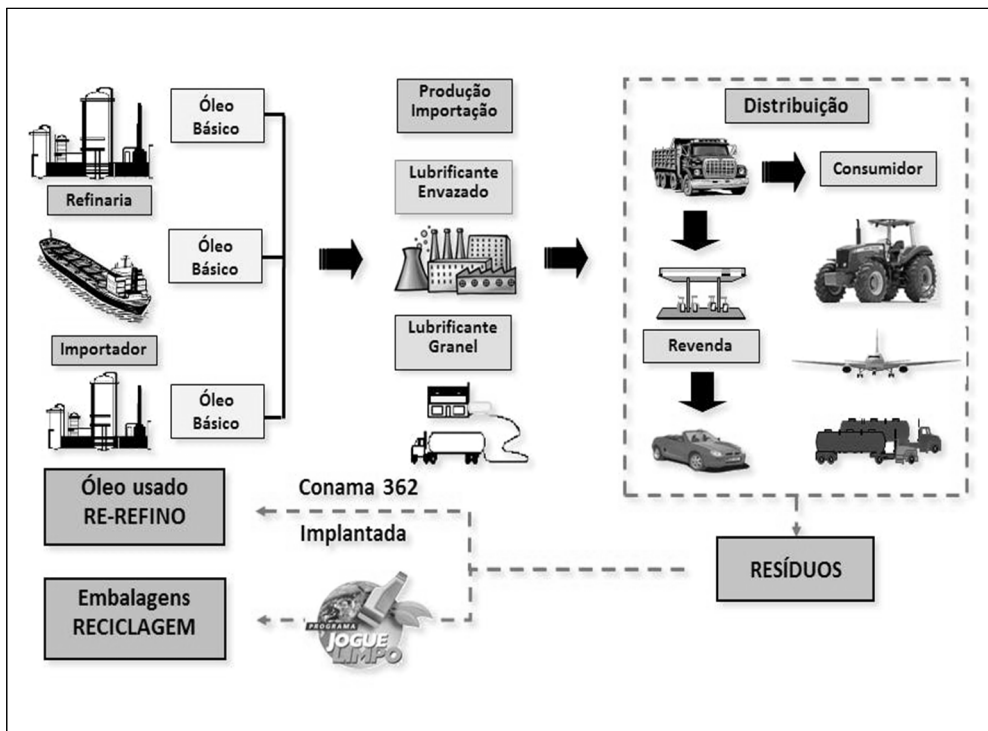 Óleo
Básico
Refinaria
Óleo
Básico
Importador
Óleo
Básico
Produção
Importação
Lubrificante
Envazado
Lubrificante
Granel
Distribuição
Consumidor
Revenda
Óleo usado
RE-REFINO
Conama 362
Implantada
RESÍDUOS
Embalagens
RECICLAGEM
PROGRAMA
JOGUE
LIMPO